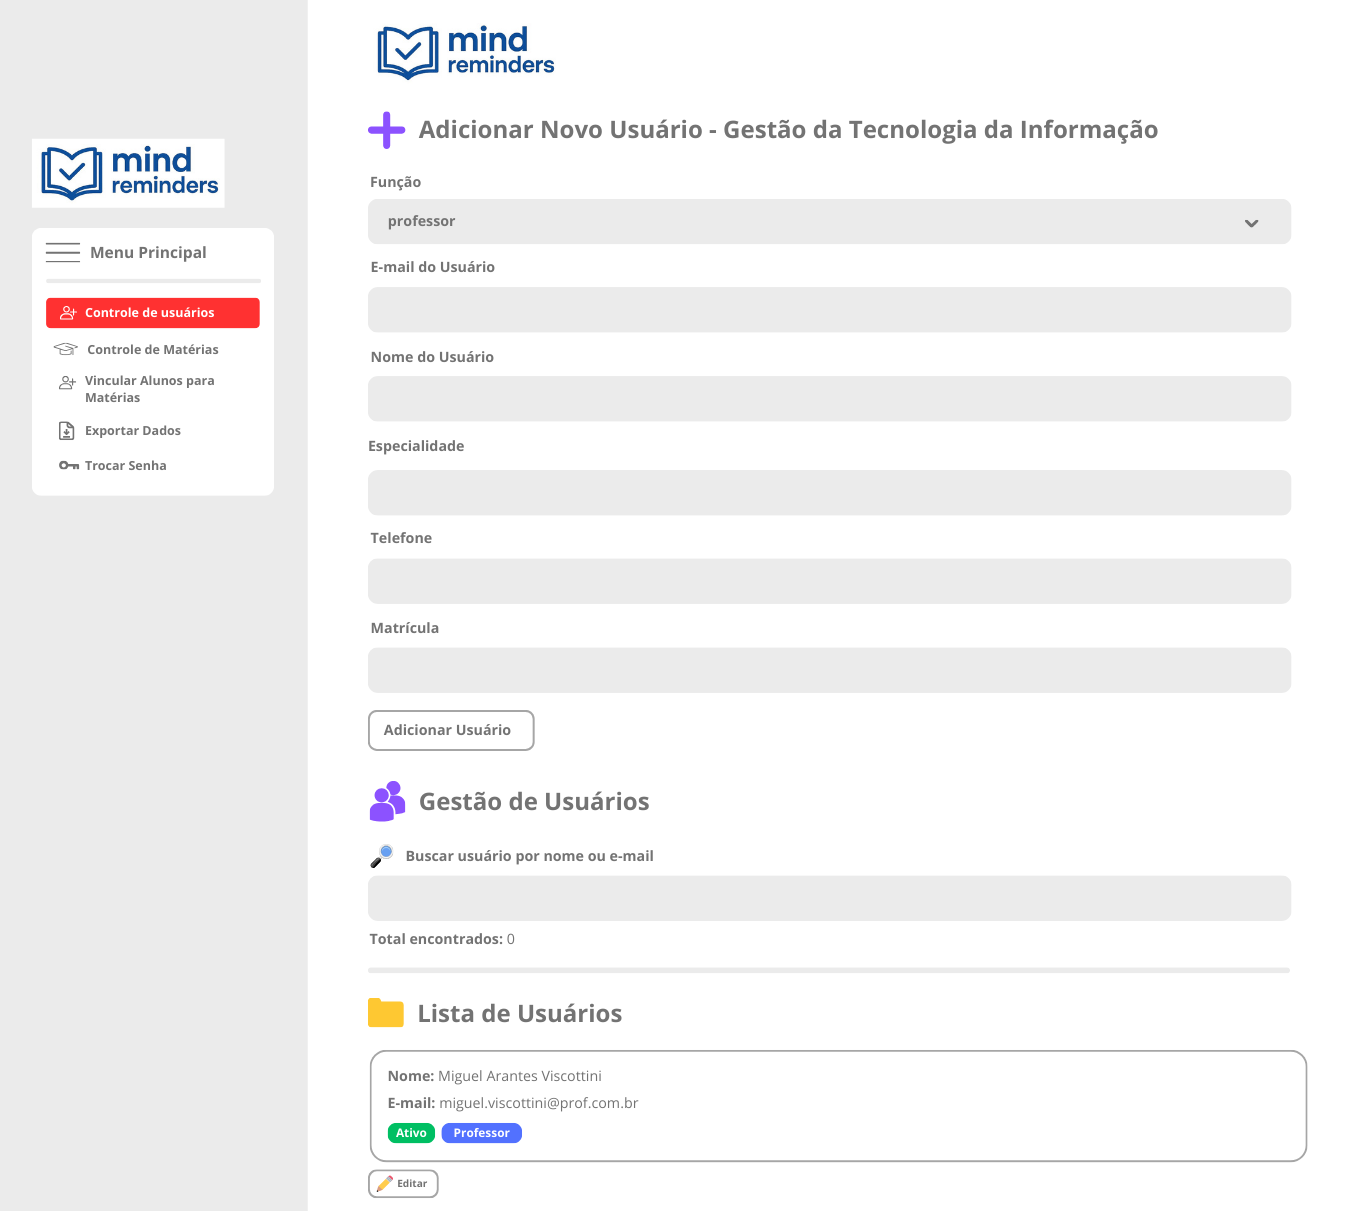 mind
reminders
Menu Principal
Controle de usuários
Controle de Matérias
Vincular Alunos para
Matérias
Exportar Dados
Trocar Senha
mind
reminders
Adicionar Novo Usuário - Gestão da Tecnologia da Informação
Função
professor
E-mail do Usuário
Nome do Usuário
Especialidade
Telefone
Matrícula
Adicionar Usuário
Gestão de Usuários
Buscar usuário por nome ou e-mail
Total encontrados: 0
Lista de Usuários
Nome: Miguel Arantes Viscottini
E-mail: miguel.viscottini@prof.com.br
Ativo Professor
Editar